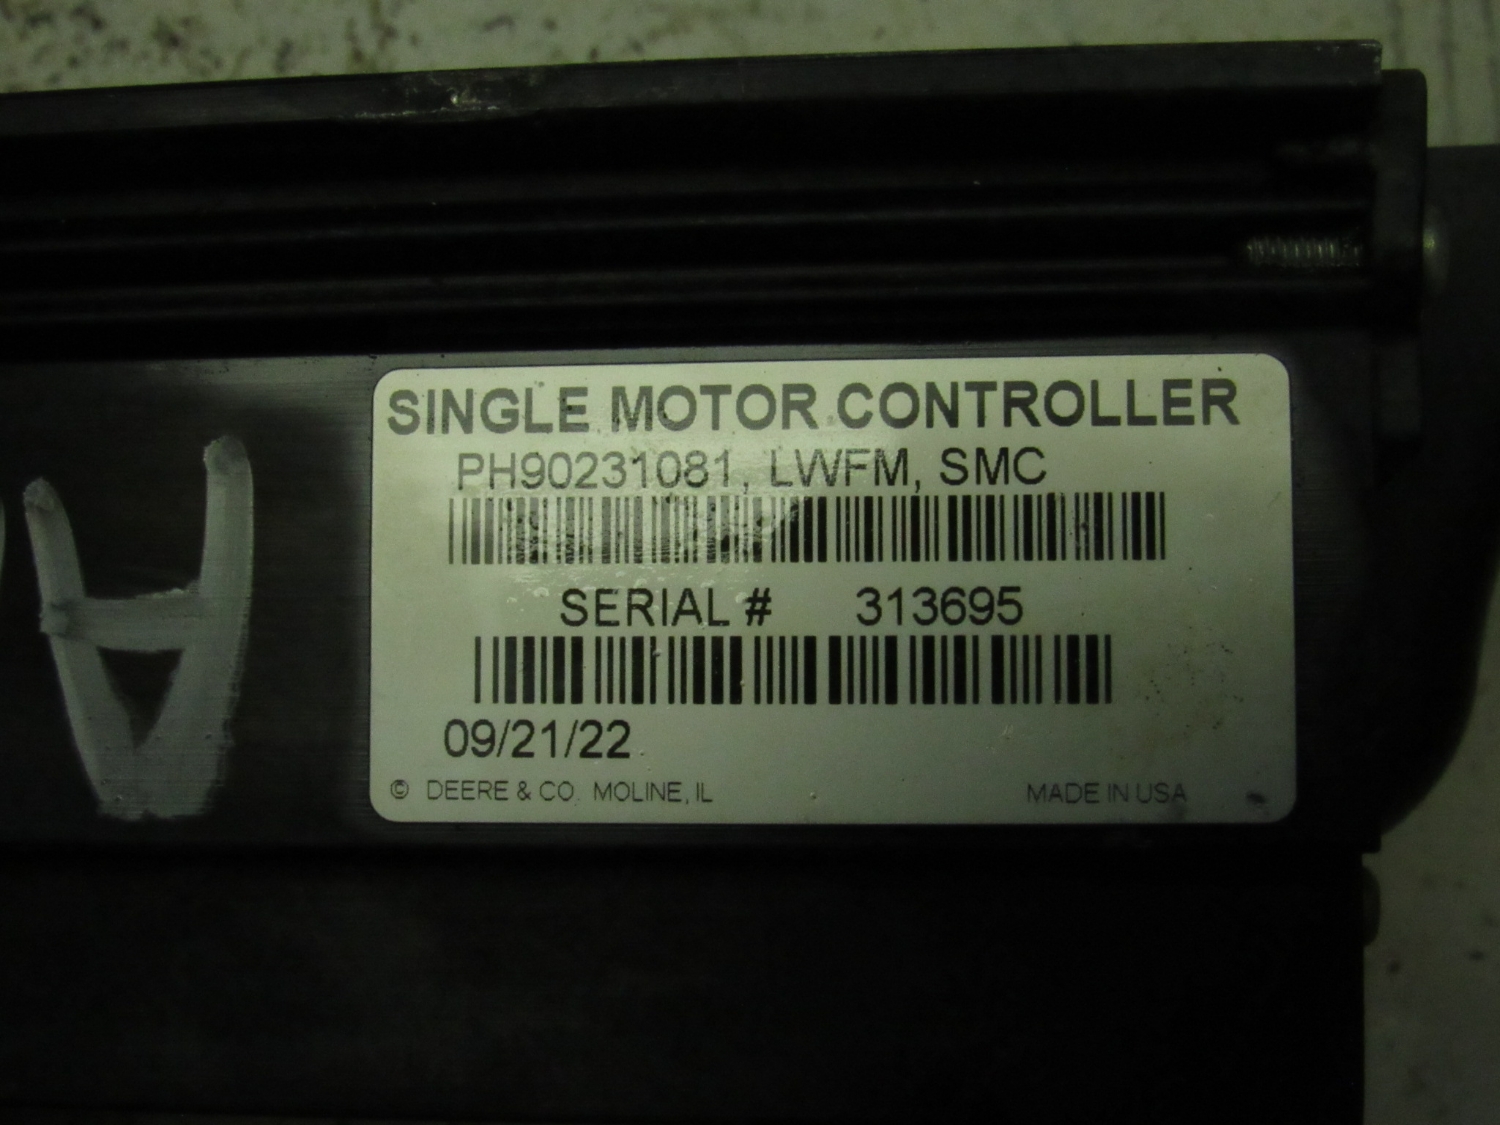 SINGLE MOTOR CONTROLLER
PH90231081, LWFM, SMC
SERIAL # 313695
09/21/22
© DEERE & CO. MOLINE, IL MADE IN USA